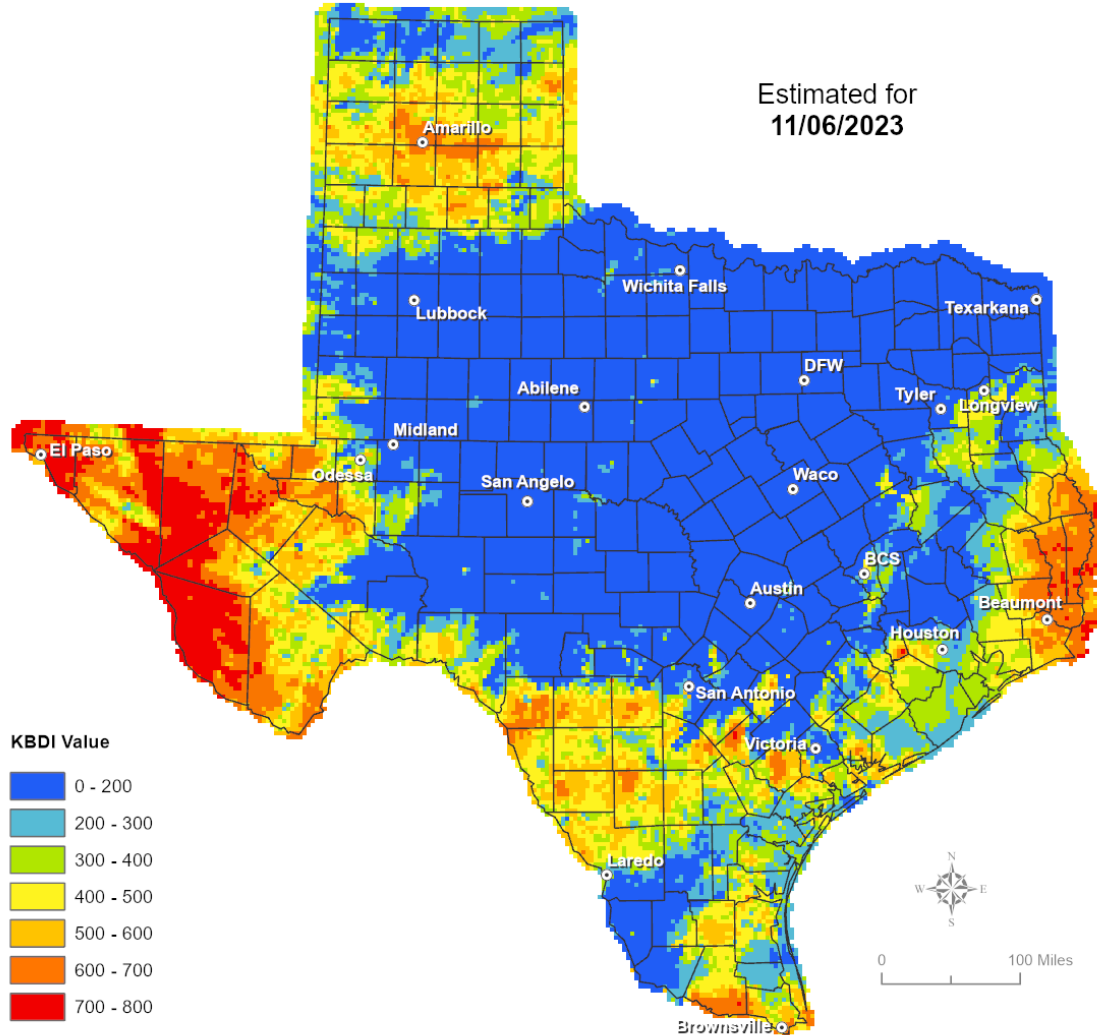 Estimated for
11/06/2023
Amarillo
Wichita Falls
Lubbock
Texarkana
DFW
Abilene
Tyler
Longview
Midland
El Paso
Odessa
San Angelo
Waco
BCS
Austin
Beaumont
Houston
San Antonio
Victoria
Laredo
Brownsville
KBDI Value
0 - 200
200 - 300
300 - 400
400 - 500
500 - 600
600 - 700
700 - 800
N
W E
S
0 100 Miles